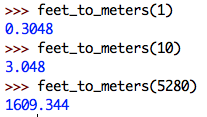 >>> feet_to_meters(1)
0.3048
>>> feet_to_meters(10)
3.048
>>> feet_to_meters(5280)
1609.344